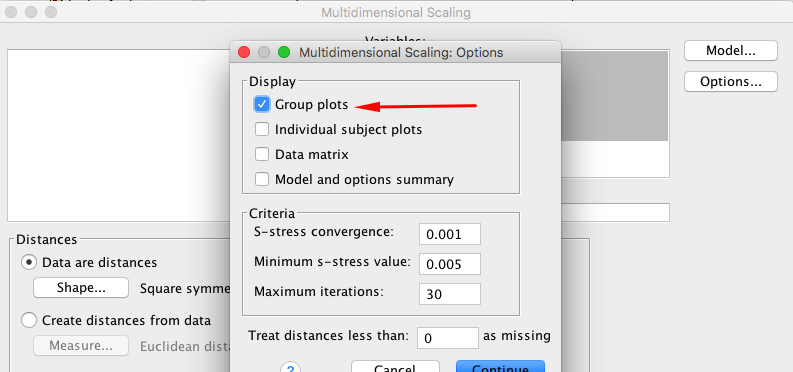 Multidimensional Scaling
Variables:
Model...
Options...
Multidimensional Scaling: Options
Display
Group plots
Individual subject plots
Data matrix
Model and options summary
Criteria
S-stress convergence: 0.001
Minimum s-stress value: 0.005
Maximum iterations: 30
Treat distances less than: 0 as missing
? Cancel Continue
Distances
Data are distances
Shape... Square symme
Create distances from data
Measure... Euclidean dist